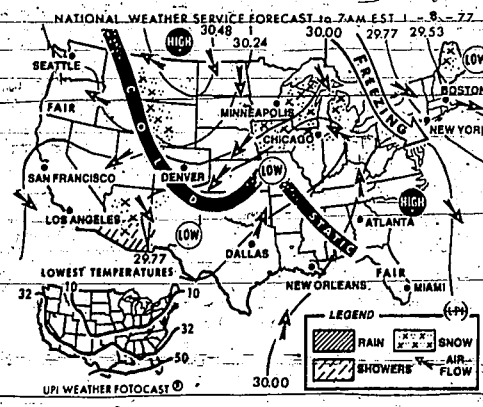 NATIONAL WEATHER SERVICE FORECAST to 7AM EST 1 - 8 - 77
30.48
30.24
30.00
29.77
29.53
HIGH
LOW
SEATTLE
FREEZING
BOSTON
COLD
FAIR
MINNEAPOLIS
NEW YORK
CHICAGO
SAN FRANCISCO
DENVER
LOW
HIGH
LOS ANGELES
LOW
STATIC
ATLANTA
29.77
DALLAS
LOWEST TEMPERATURES
NEW ORLEANS
FAIR
MIAMI
32
10
10
32
50
LEGEND
(UPI)
RAIN
SNOW
SHOWERS
AIR FLOW
UPI WEATHER FOTOCAST ®
30.00